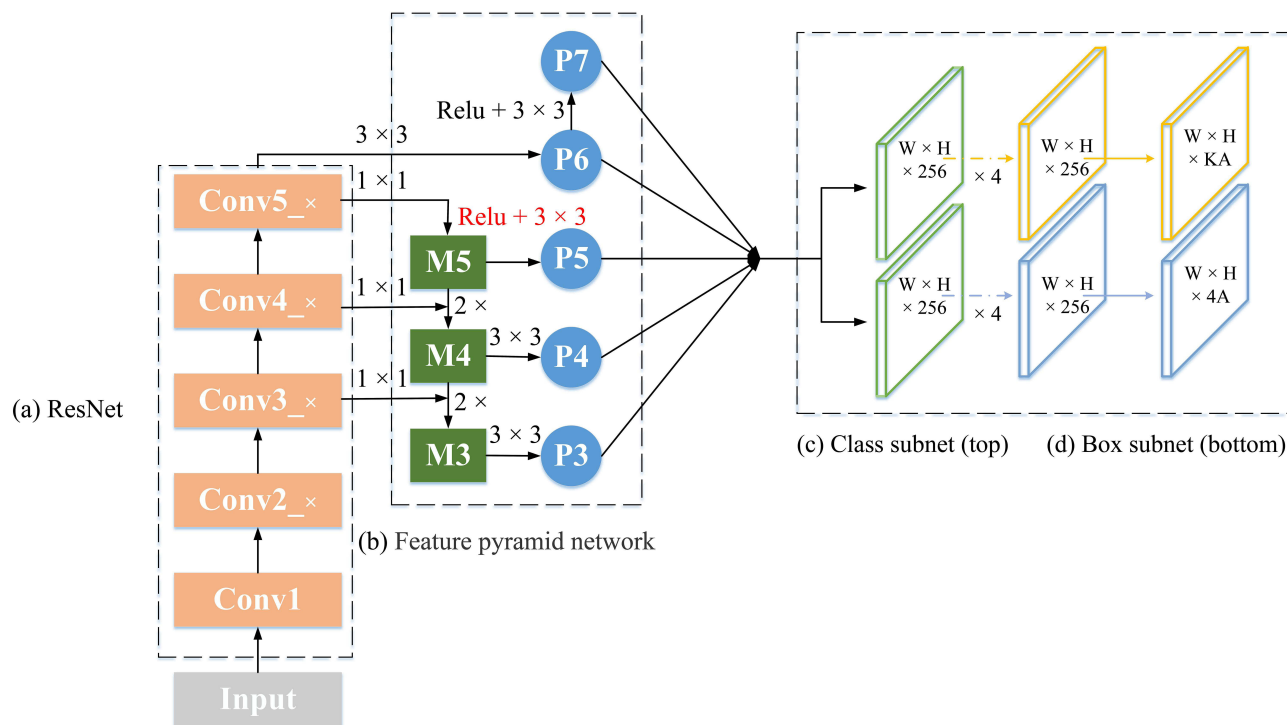 P7
Relu + 3 × 3
3 × 3
P6
1 × 1
Conv5_×
Relu + 3 × 3
M5
P5
1 × 1
Conv4_×
2 ×
3 × 3
M4
P4
1 × 1
Conv3_×
2 ×
3 × 3
M3
P3
(a) ResNet
Conv2_×
(b) Feature pyramid network
Conv1
Input
W × H
× 256
× 4
W × H
× 256
W × H
× KA
W × H
× 256
× 4
W × H
× 256
W × H
× 4A
(c) Class subnet (top)
(d) Box subnet (bottom)